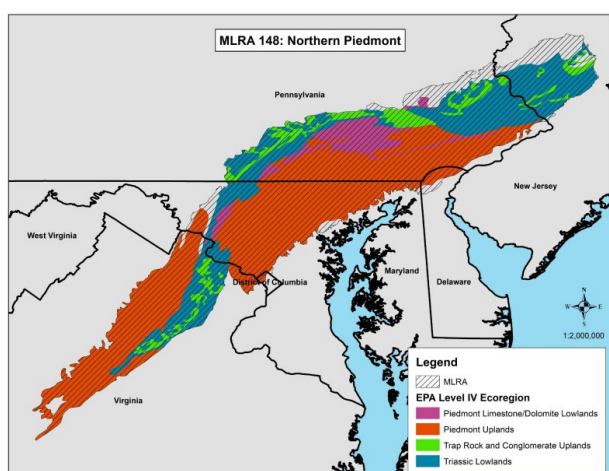 MLRA 148: Northern Piedmont
Pennsylvania
New Jersey
West Virginia
Maryland
Delaware
District of Columbia
Virginia
N
W E
S
1:2,000,000
Legend
MLRA
EPA Level IV Ecoregion
Piedmont Limestone/Dolomite Lowlands
Piedmont Uplands
Trap Rock and Conglomerate Uplands
Triassic Lowlands